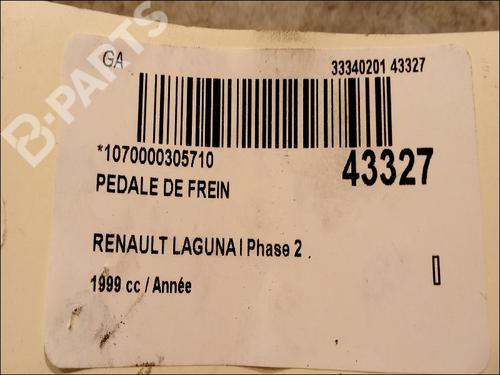 B-PARTS
GA
33340201 43327
*1070000305710
43327
PEDALE DE FREIN
RENAULT LAGUNA I Phase 2
1999 cc / Année